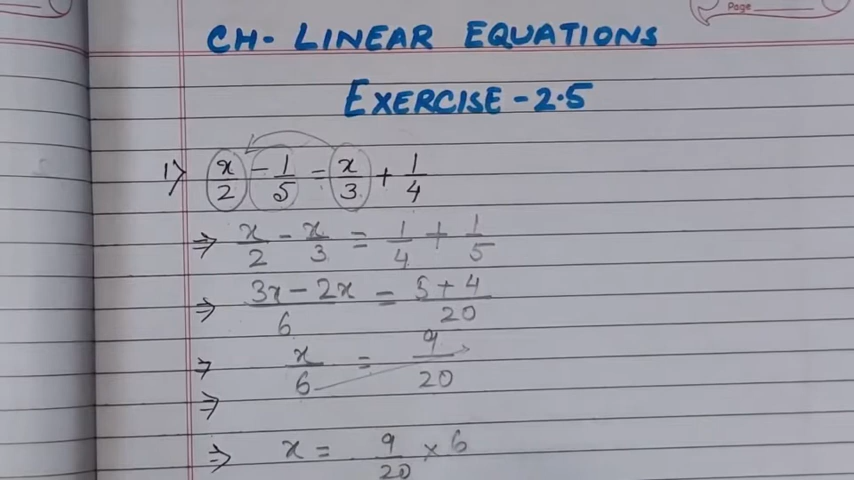 Page
CH- LINEAR EQUATIONS
EXERCISE - 2.5
1) x/2 - 1/5 = x/3 + 1/4
⇒ x/2 - x/3 = 1/4 + 1/5
⇒ 3x - 2x/6 = 5 + 4/20
⇒ x/6 = 9/20
⇒
⇒ x = 9/20 × 6